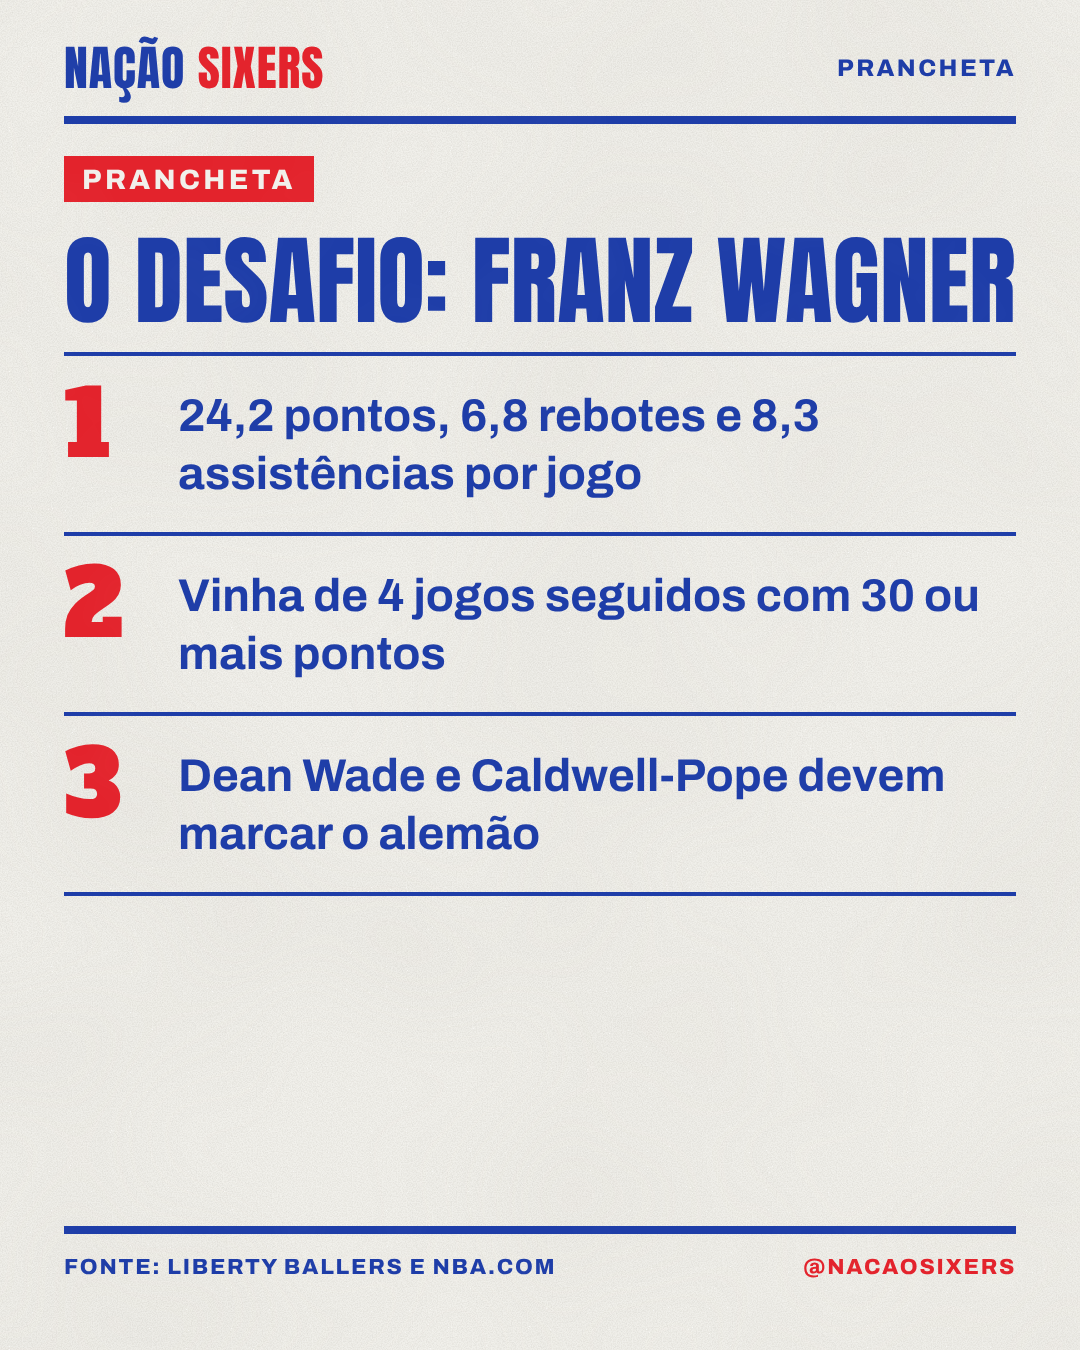 NAÇÃO SIXERS
PRANCHETA
PRANCHETA
O DESAFIO: FRANZ WAGNER
1
24,2 pontos, 6,8 rebotes e 8,3
assistências por jogo
2
Vinha de 4 jogos seguidos com 30 ou
mais pontos
3
Dean Wade e Caldwell-Pope devem
marcar o alemão
FONTE: LIBERTY BALLERS E NBA.COM
@NACAOSIXERS